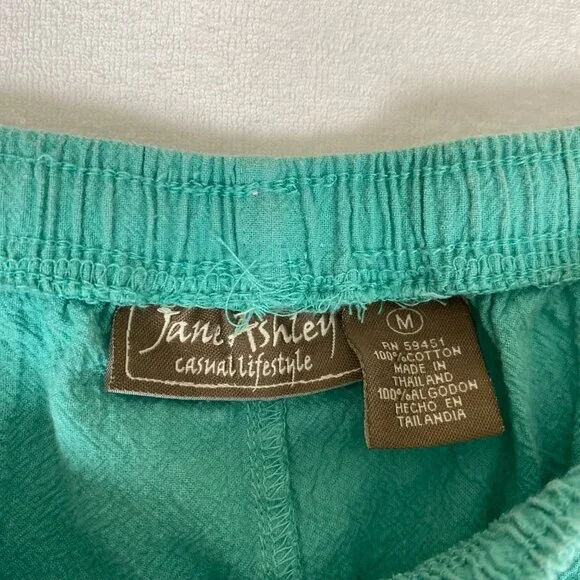 Jane Ashley
casual lifestyle
M
RN 59451
100% COTTON
MADE IN
THAILAND
100% ALGODON
HECHO EN
TAILANDIA